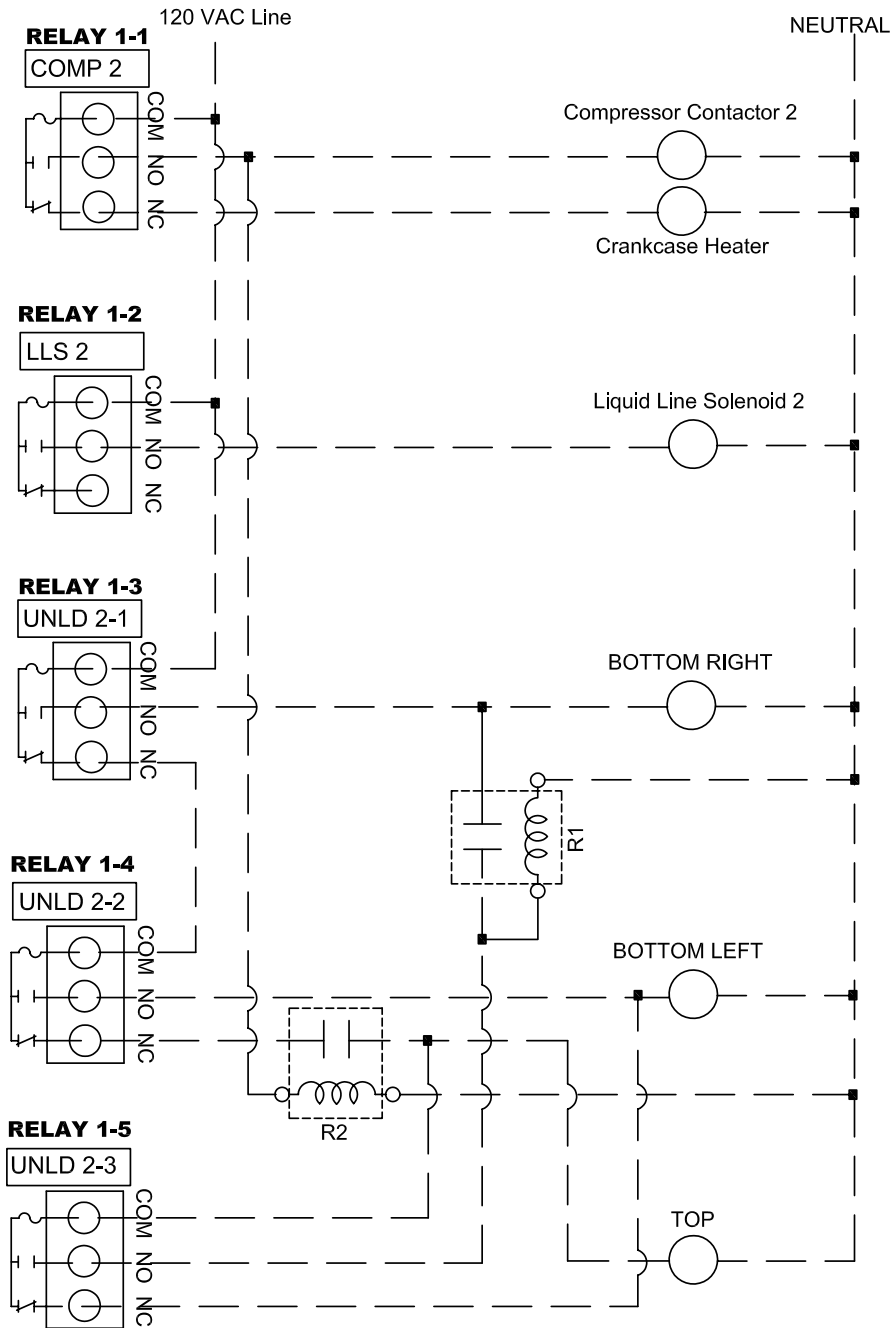 120 VAC Line
NEUTRAL
RELAY 1-1
COMP 2
COM
NO
NC
Compressor Contactor 2
Crankcase Heater
RELAY 1-2
LLS 2
COM
NO
NC
Liquid Line Solenoid 2
RELAY 1-3
UNLD 2-1
COM
NO
NC
BOTTOM RIGHT
R1
RELAY 1-4
UNLD 2-2
COM
NO
NC
BOTTOM LEFT
R2
RELAY 1-5
UNLD 2-3
COM
NO
NC
TOP